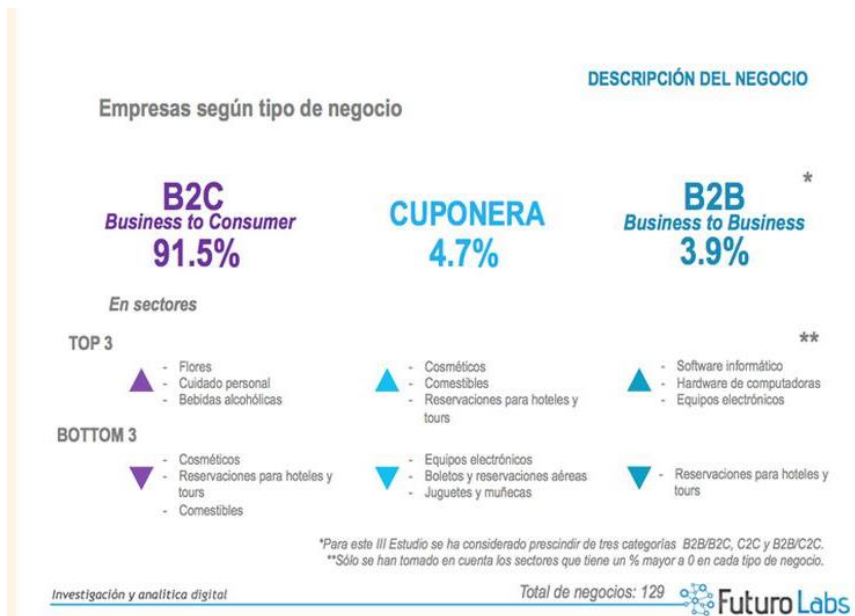 DESCRIPCIÓN DEL NEGOCIO
Empresas según tipo de negocio
*
B2C
Business to Consumer
91.5%
CUPONERA
4.7%
B2B
Business to Business
3.9%
En sectores
TOP 3
**
- Flores
- Cuidado personal
- Bebidas alcohólicas
- Cosméticos
- Comestibles
- Reservaciones para hoteles y
tours
- Software informático
- Hardware de computadoras
- Equipos electrónicos
BOTTOM 3
- Cosméticos
- Reservaciones para hoteles y
tours
- Comestibles
- Equipos electrónicos
- Boletos y reservaciones aéreas
- Juguetes y muñecas
- Reservaciones para hoteles y
tours
*Para este III Estudio se ha considerado prescindir de tres categorías B2B/B2C, C2C y B2B/C2C.
**Sólo se han tomado en cuenta los sectores que tiene un % mayor a 0 en cada tipo de negocio.
Investigación y analítica digital
Total de negocios: 129
Futuro Labs